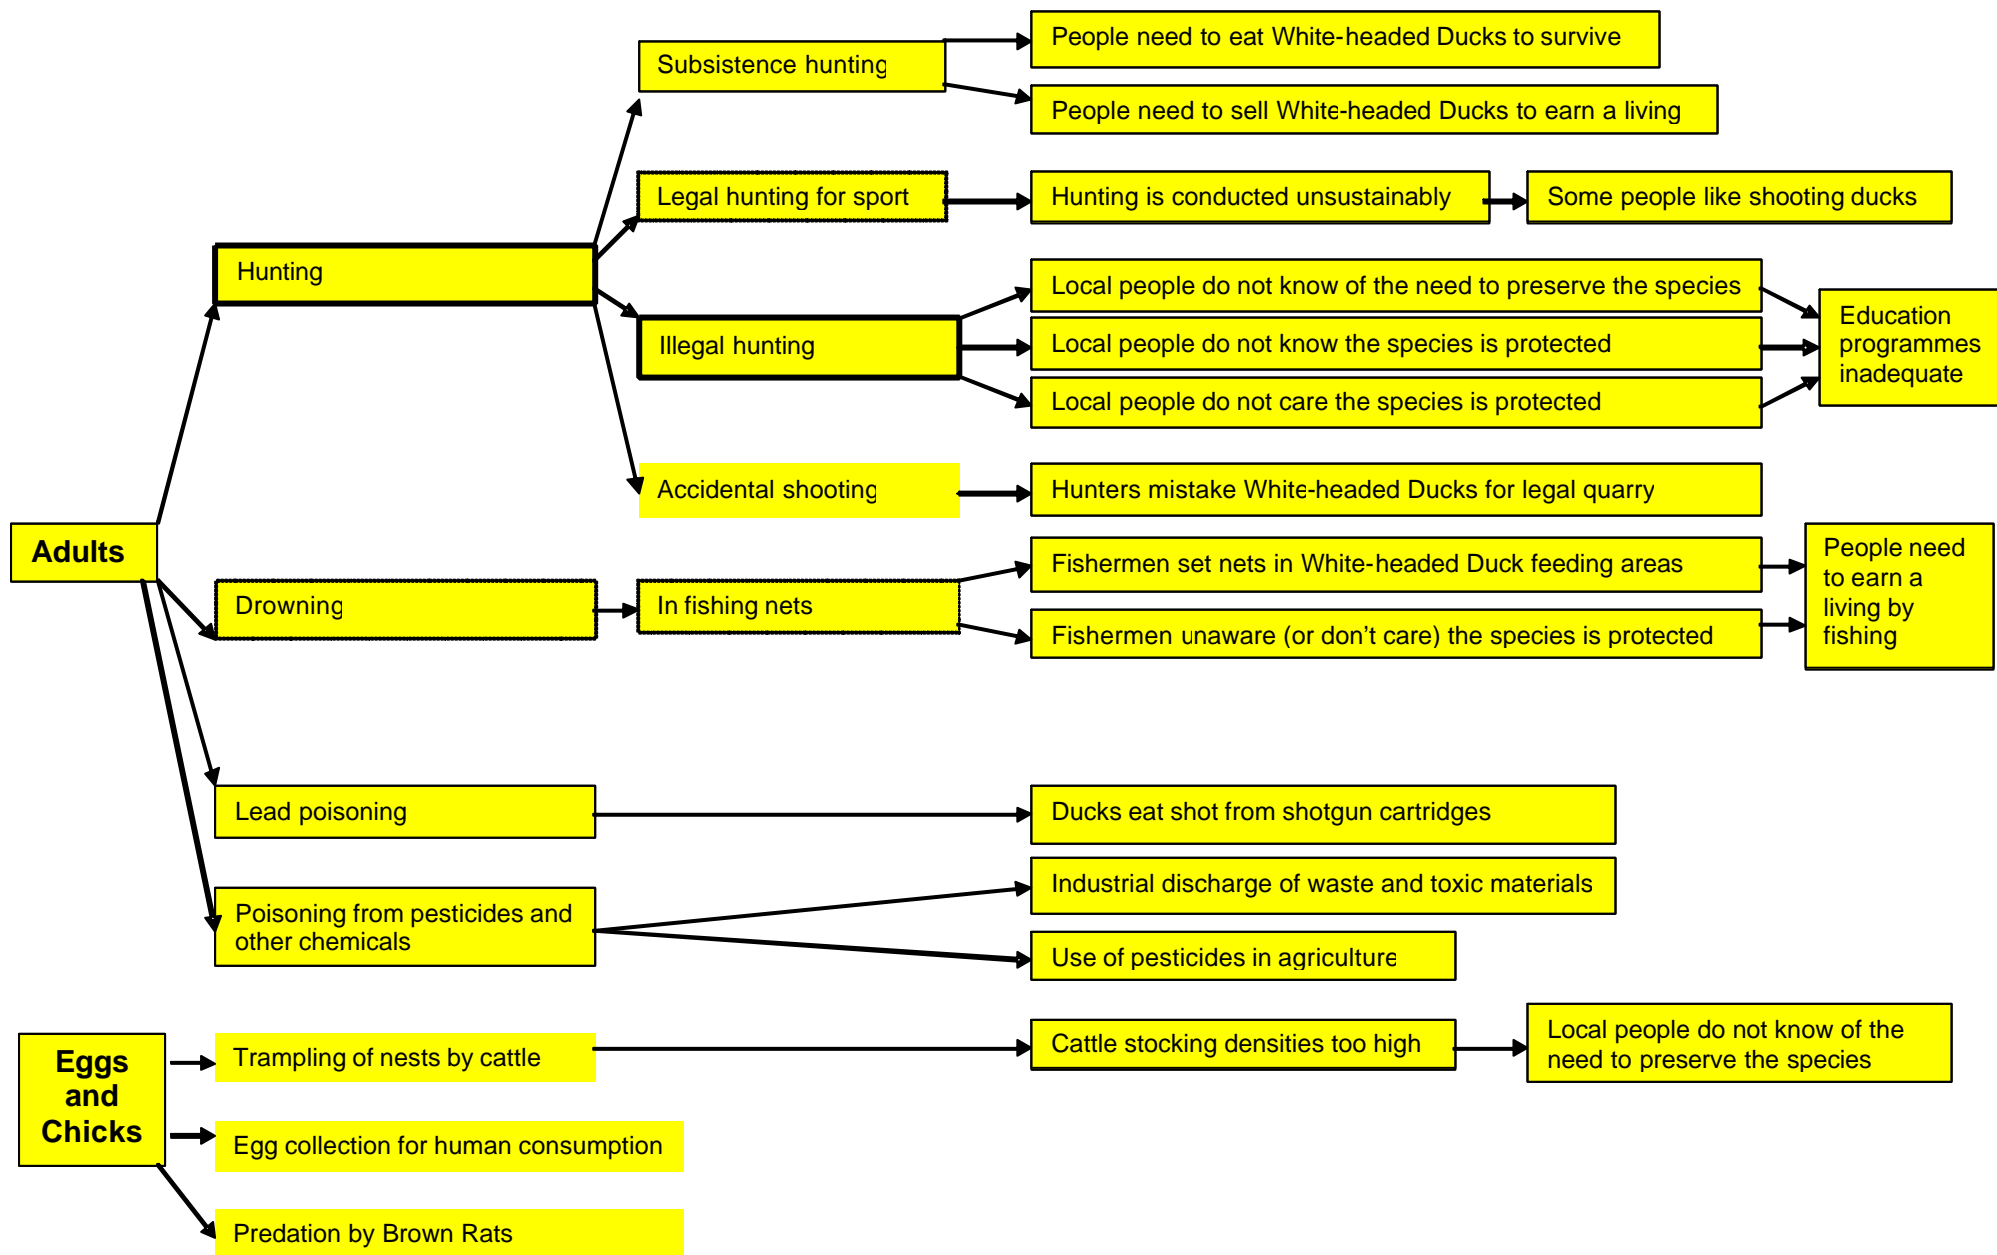 Subsistence hunting
People need to eat White-headed Ducks to survive
People need to sell White-headed Ducks to earn a living
Legal hunting for sport
Hunting is conducted unsustainably
Some people like shooting ducks
Hunting
Illegal hunting
Local people do not know of the need to preserve the species
Local people do not know the species is protected
Local people do not care the species is protected
Education
programmes
inadequate
Accidental shooting
Hunters mistake White-headed Ducks for legal quarry
Adults
Drowning
In fishing nets
Fishermen set nets in White-headed Duck feeding areas
Fishermen unaware (or don't care) the species is protected
People need
to earn a
living by
fishing
Lead poisoning
Ducks eat shot from shotgun cartridges
Poisoning from pesticides and
other chemicals
Industrial discharge of waste and toxic materials
Use of pesticides in agriculture
Eggs
and
Chicks
Trampling of nests by cattle
Cattle stocking densities too high
Local people do not know of the
need to preserve the species
Egg collection for human consumption
Predation by Brown Rats